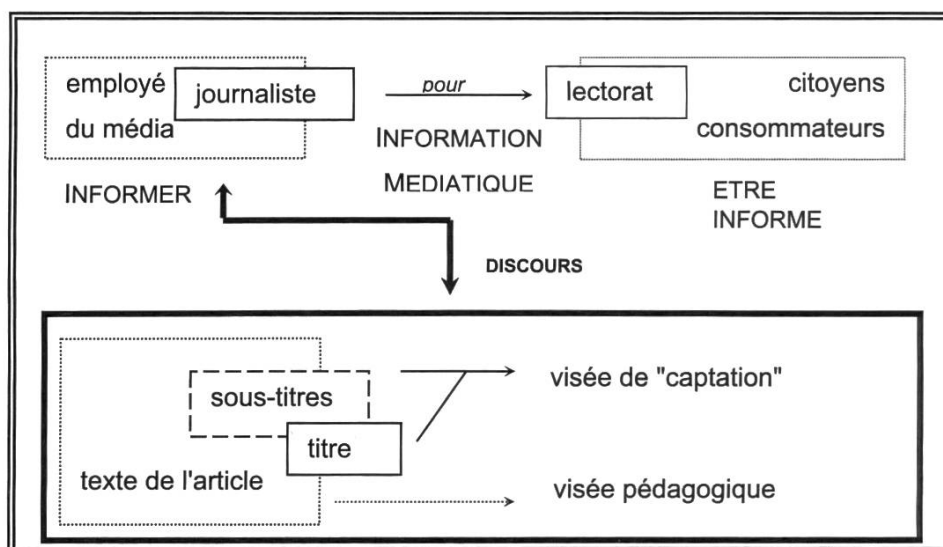 employé
du média
journaliste
pour
INFORMATION
MEDIATIQUE
lectorat
citoyens
consommateurs
INFORMER
ETRE
INFORME
DISCOURS
sous-titres
titre
texte de l'article
visée de "captation"
visée pédagogique